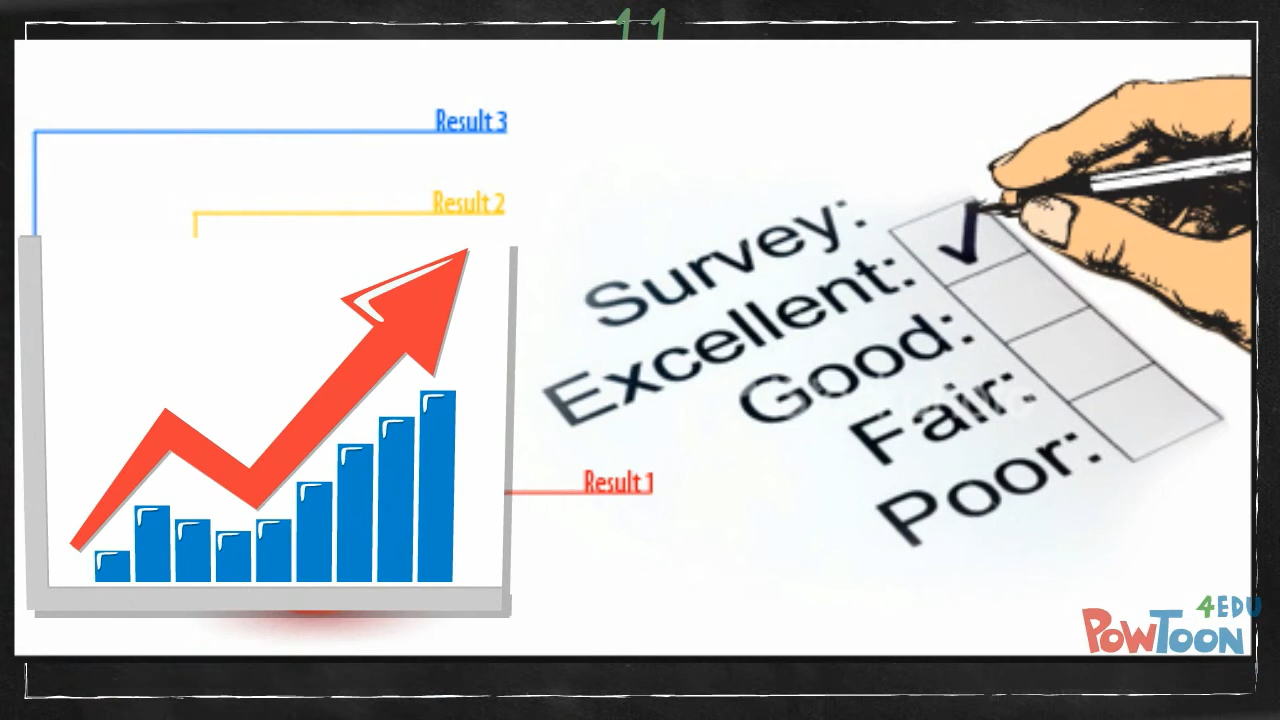 Result 3
Result 2
Result 1
Survey:
Excellent:
Good:
Fair:
Poor:
4EDU
POWTOON